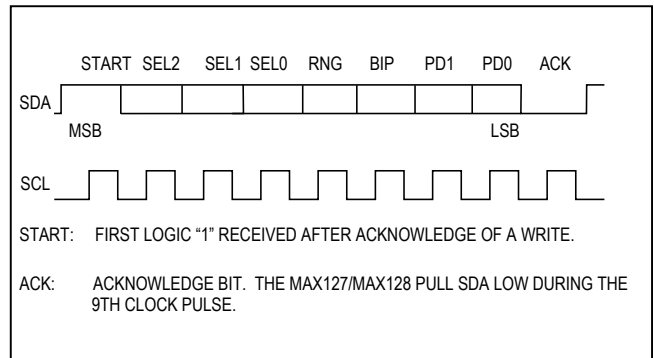 START SEL2 SEL1 SEL0 RNG BIP PD1 PD0 ACK
SDA
MSB LSB
SCL
START: FIRST LOGIC “1” RECEIVED AFTER ACKNOWLEDGE OF A WRITE.
ACK: ACKNOWLEDGE BIT. THE MAX127/MAX128 PULL SDA LOW DURING THE
9TH CLOCK PULSE.